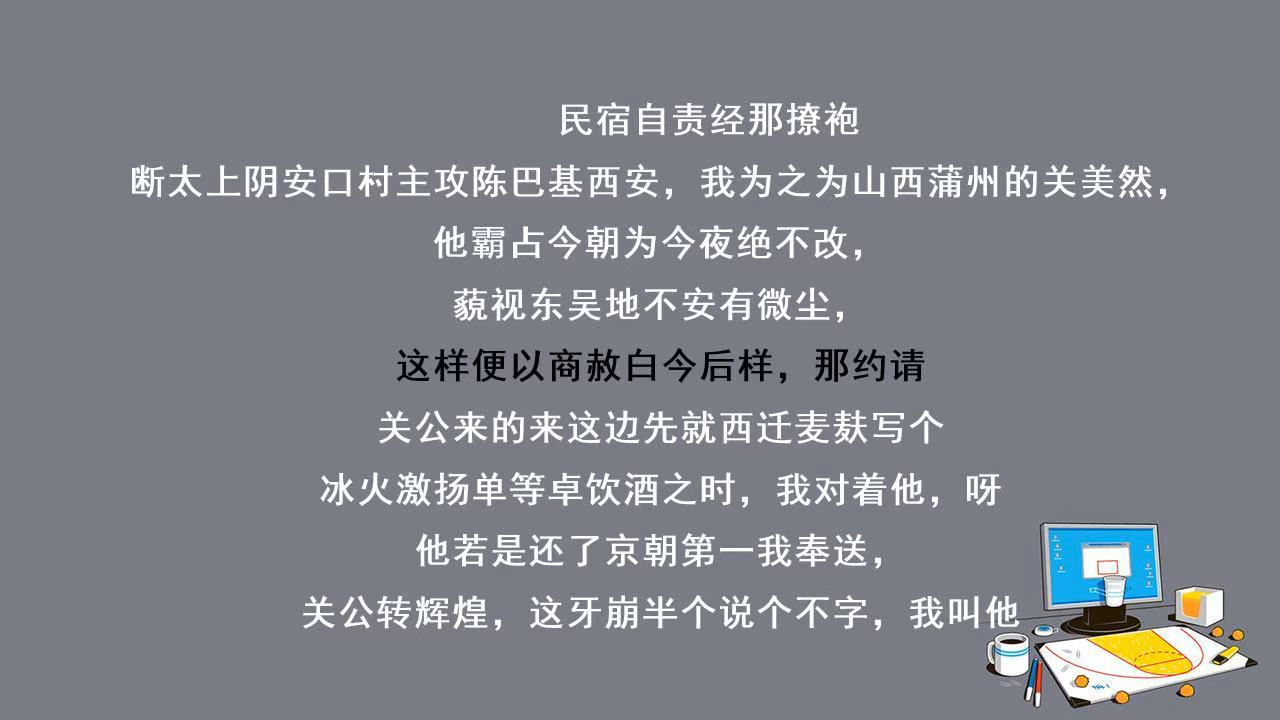 民宿自责经那撩袍
断太上阴安口村主攻陈巴基西安，我为之为山西蒲州的关美然，
他霸占今朝为今夜绝不改，
藐视东吴地不安有微尘，
这样便以商赦白今后样，那约请
关公来的来这边先就西迁麦麸写个
冰火激扬单等卓饮酒之时，我对着他，呀
他若是还了京朝第一我奉送，
关公转辉煌，这牙崩半个说个不字，我叫他